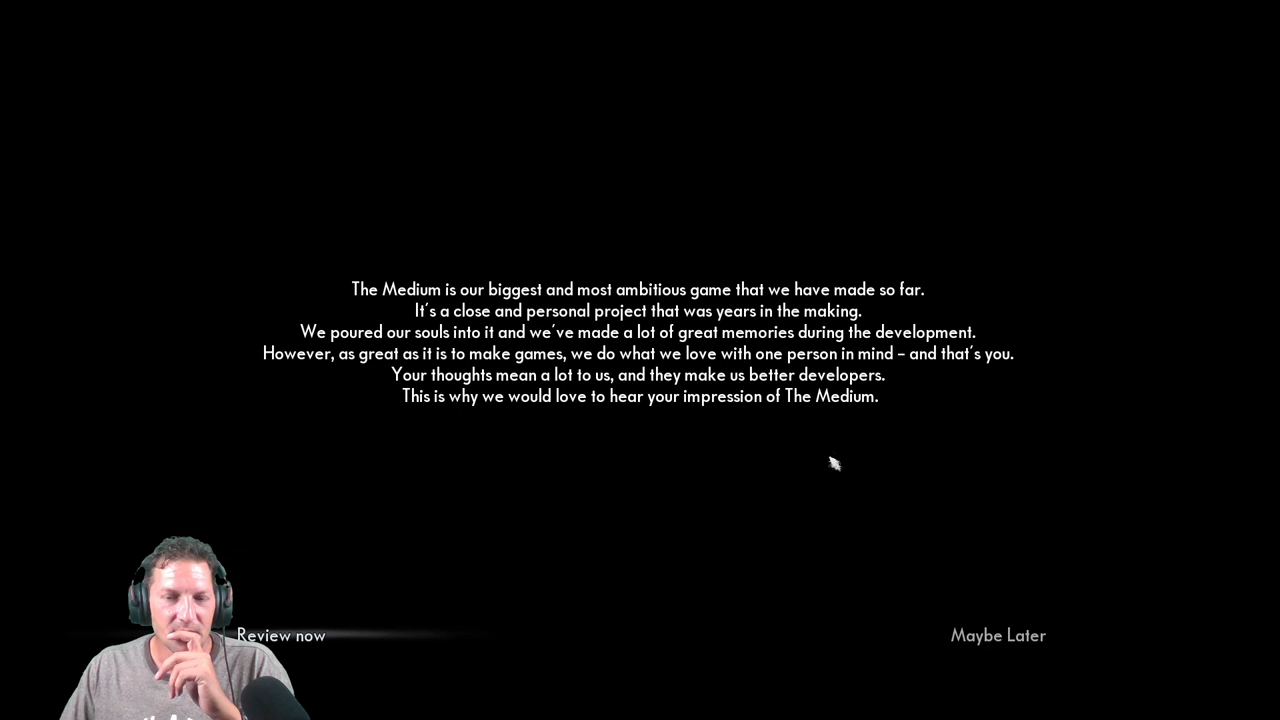 The Medium is our biggest and most ambitious game that we have made so far.
It's a close and personal project that was years in the making.
We poured our souls into it and we've made a lot of great memories during the development.
However, as great as it is to make games, we do what we love with one person in mind – and that's you.
Your thoughts mean a lot to us, and they make us better developers.
This is why we would love to hear your impression of The Medium.
Review now
Maybe Later